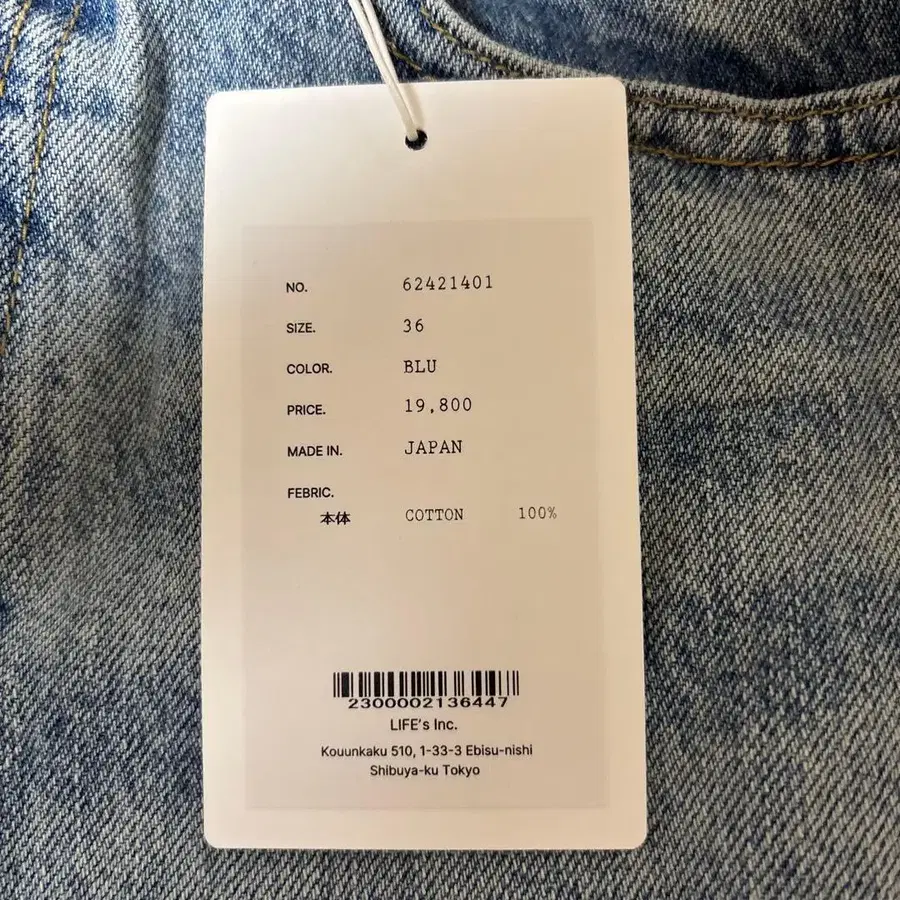 NO. 62421401
SIZE. 36
COLOR. BLU
PRICE. 19,800
MADE IN. JAPAN
FEBRIC.
本体 COTTON 100%
2300002136447
LIFE's Inc.
Kouunkaku 510, 1-33-3 Ebisu-nishi
Shibuya-ku Tokyo